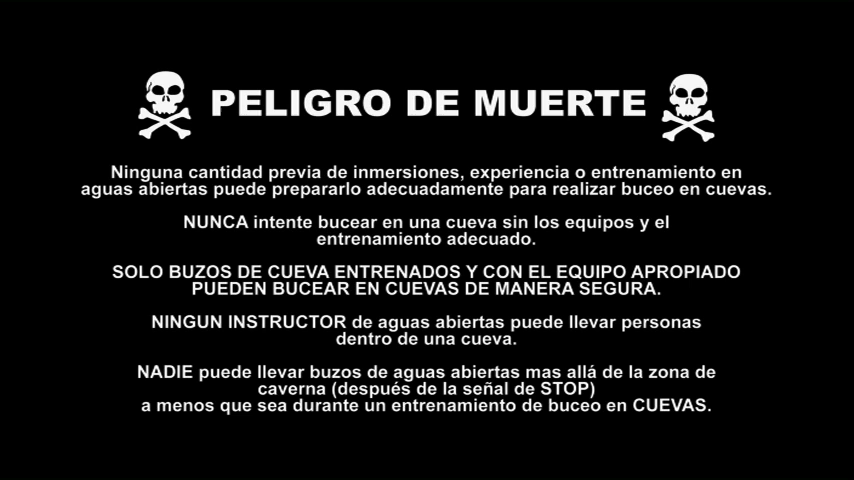 PELIGRO DE MUERTE
Ninguna cantidad previa de inmersiones, experiencia o entrenamiento en
aguas abiertas puede prepararlo adecuadamente para realizar buceo en cuevas.
NUNCA intente bucear en una cueva sin los equipos y el
entrenamiento adecuado.
SOLO BUZOS DE CUEVA ENTRENADOS Y CON EL EQUIPO APROPIADO
PUEDEN BUCEAR EN CUEVAS DE MANERA SEGURA.
NINGUN INSTRUCTOR de aguas abiertas puede llevar personas
dentro de una cueva.
NADIE puede llevar buzos de aguas abiertas mas allá de la zona de
caverna (después de la señal de STOP)
a menos que sea durante un entrenamiento de buceo en CUEVAS.